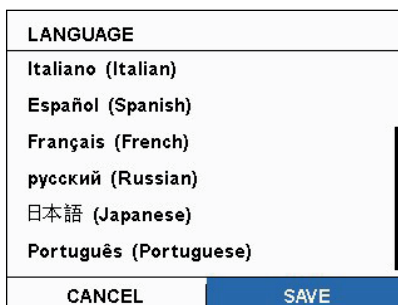 LANGUAGE
Italiano (Italian)
Español (Spanish)
Français (French)
русский (Russian)
日本語 (Japanese)
Português (Portuguese)
CANCEL SAVE